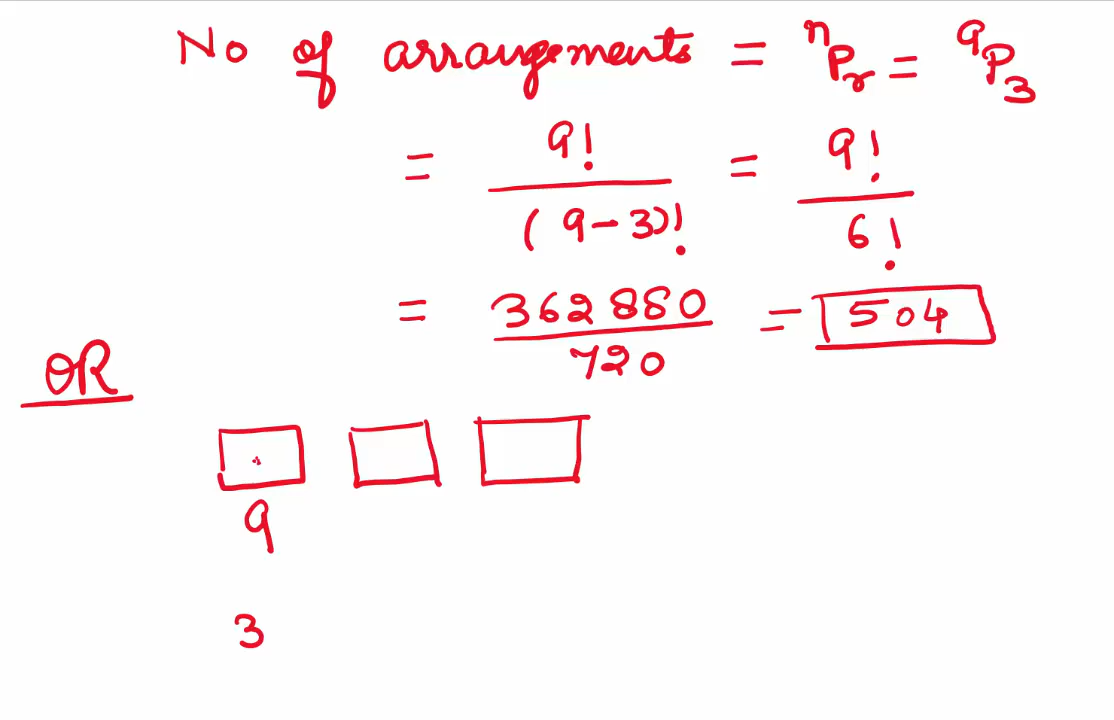 No of arrangements = ⁿPᵣ = ⁹P₃
= 9! / (9-3)! = 9! / 6!
= 362880 / 720 = 504
OR
9
3